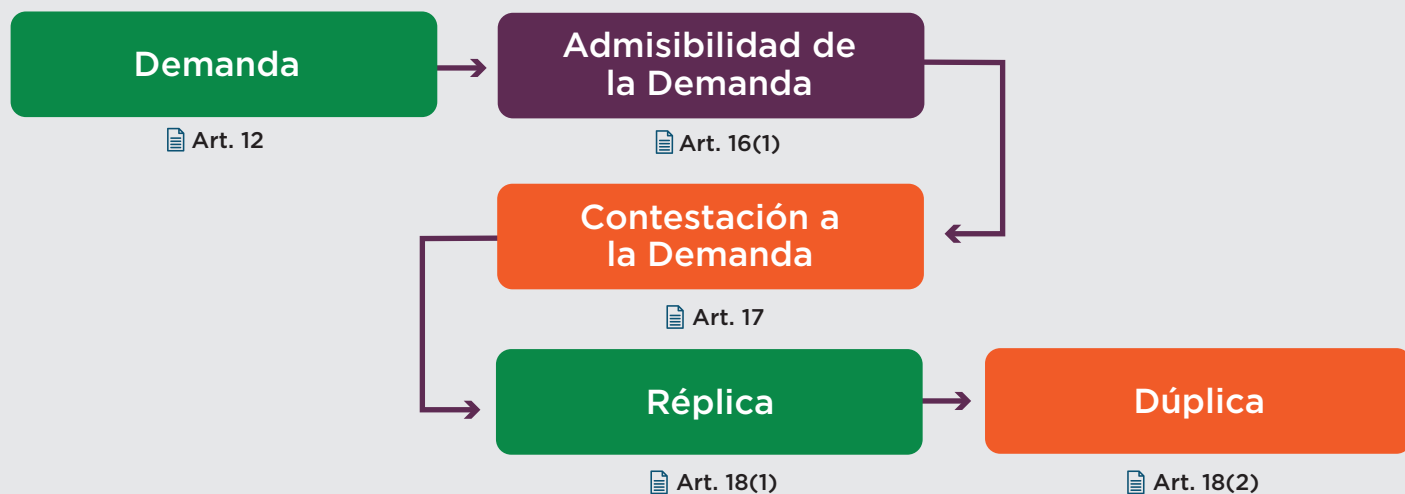 Demanda
Art. 12
Admisibilidad de
la Demanda
Art. 16(1)
Contestación a
la Demanda
Art. 17
Réplica
Art. 18(1)
Dúplica
Art. 18(2)